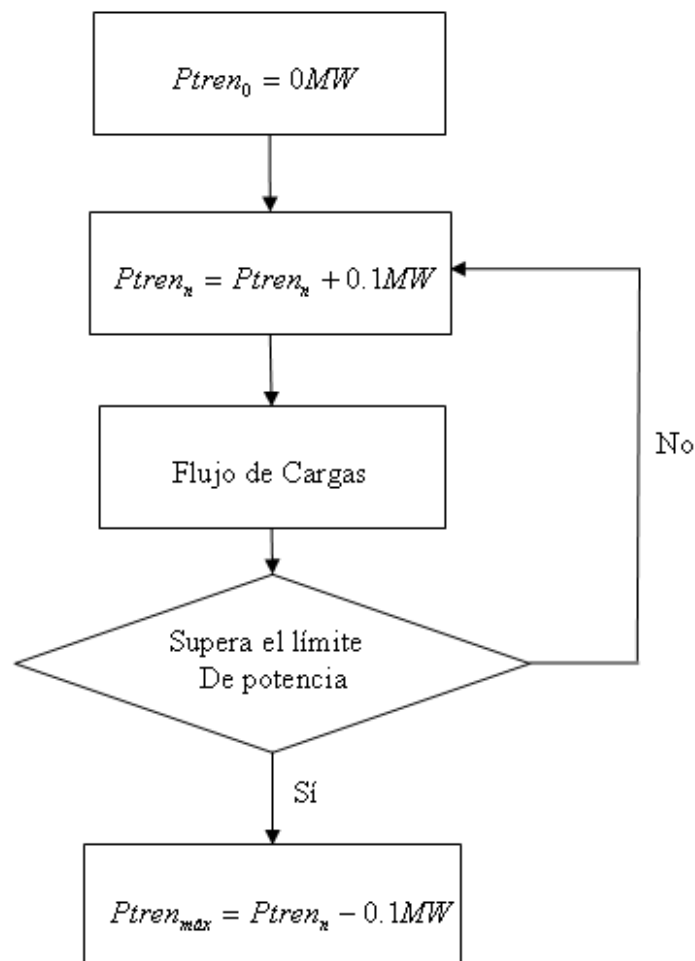 Ptren₀ = 0MW
Ptrenₙ = Ptrenₙ + 0.1MW
Flujo de Cargas
No
Supera el límite
De potencia
Sí
Ptrenₘₐ́ₓ = Ptrenₙ − 0.1MW